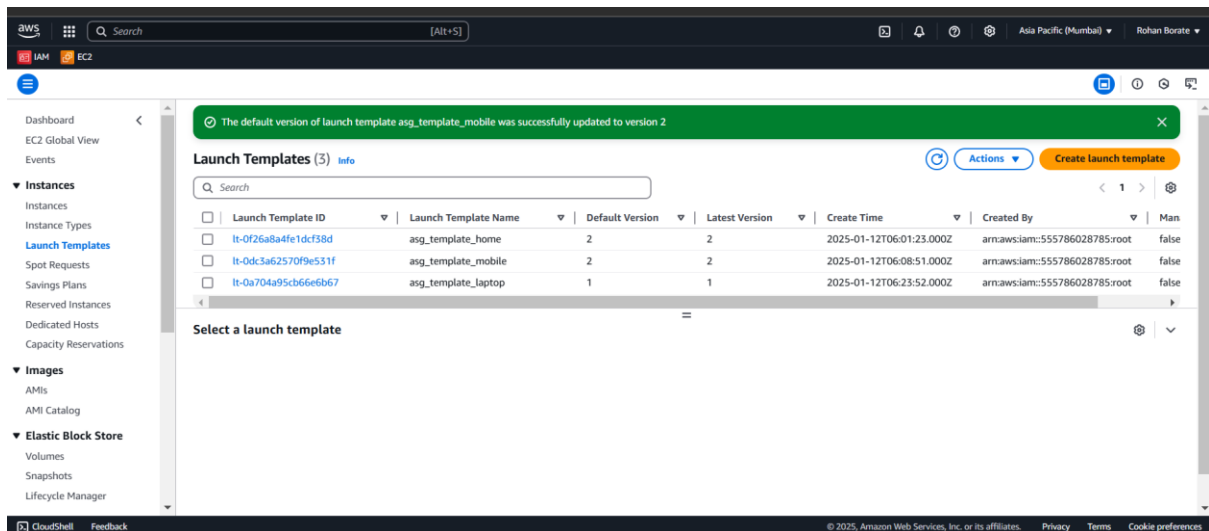 aws Search [Alt+S] Asia Pacific (Mumbai) Rohan Borate
IAM EC2
Dashboard
EC2 Global View
Events
Instances
Instances
Instance Types
Launch Templates
Spot Requests
Savings Plans
Reserved Instances
Dedicated Hosts
Capacity Reservations
Images
AMIs
AMI Catalog
Elastic Block Store
Volumes
Snapshots
Lifecycle Manager
The default version of launch template asg_template_mobile was successfully updated to version 2
Launch Templates (3) Info Actions Create launch template
Search 1
Launch Template ID Launch Template Name Default Version Latest Version Create Time Created By Man
lt-0f26a8a4fe1dcf38d asg_template_home 2 2 2025-01-12T06:01:23.000Z arn:aws:iam::555786028785:root false
lt-0dc3a62570f9e531f asg_template_mobile 2 2 2025-01-12T06:08:51.000Z arn:aws:iam::555786028785:root false
lt-0a704a95cb66e6b67 asg_template_laptop 1 1 2025-01-12T06:23:52.000Z arn:aws:iam::555786028785:root false
Select a launch template
CloudShell Feedback © 2025, Amazon Web Services, Inc. or its affiliates. Privacy Terms Cookie preferences